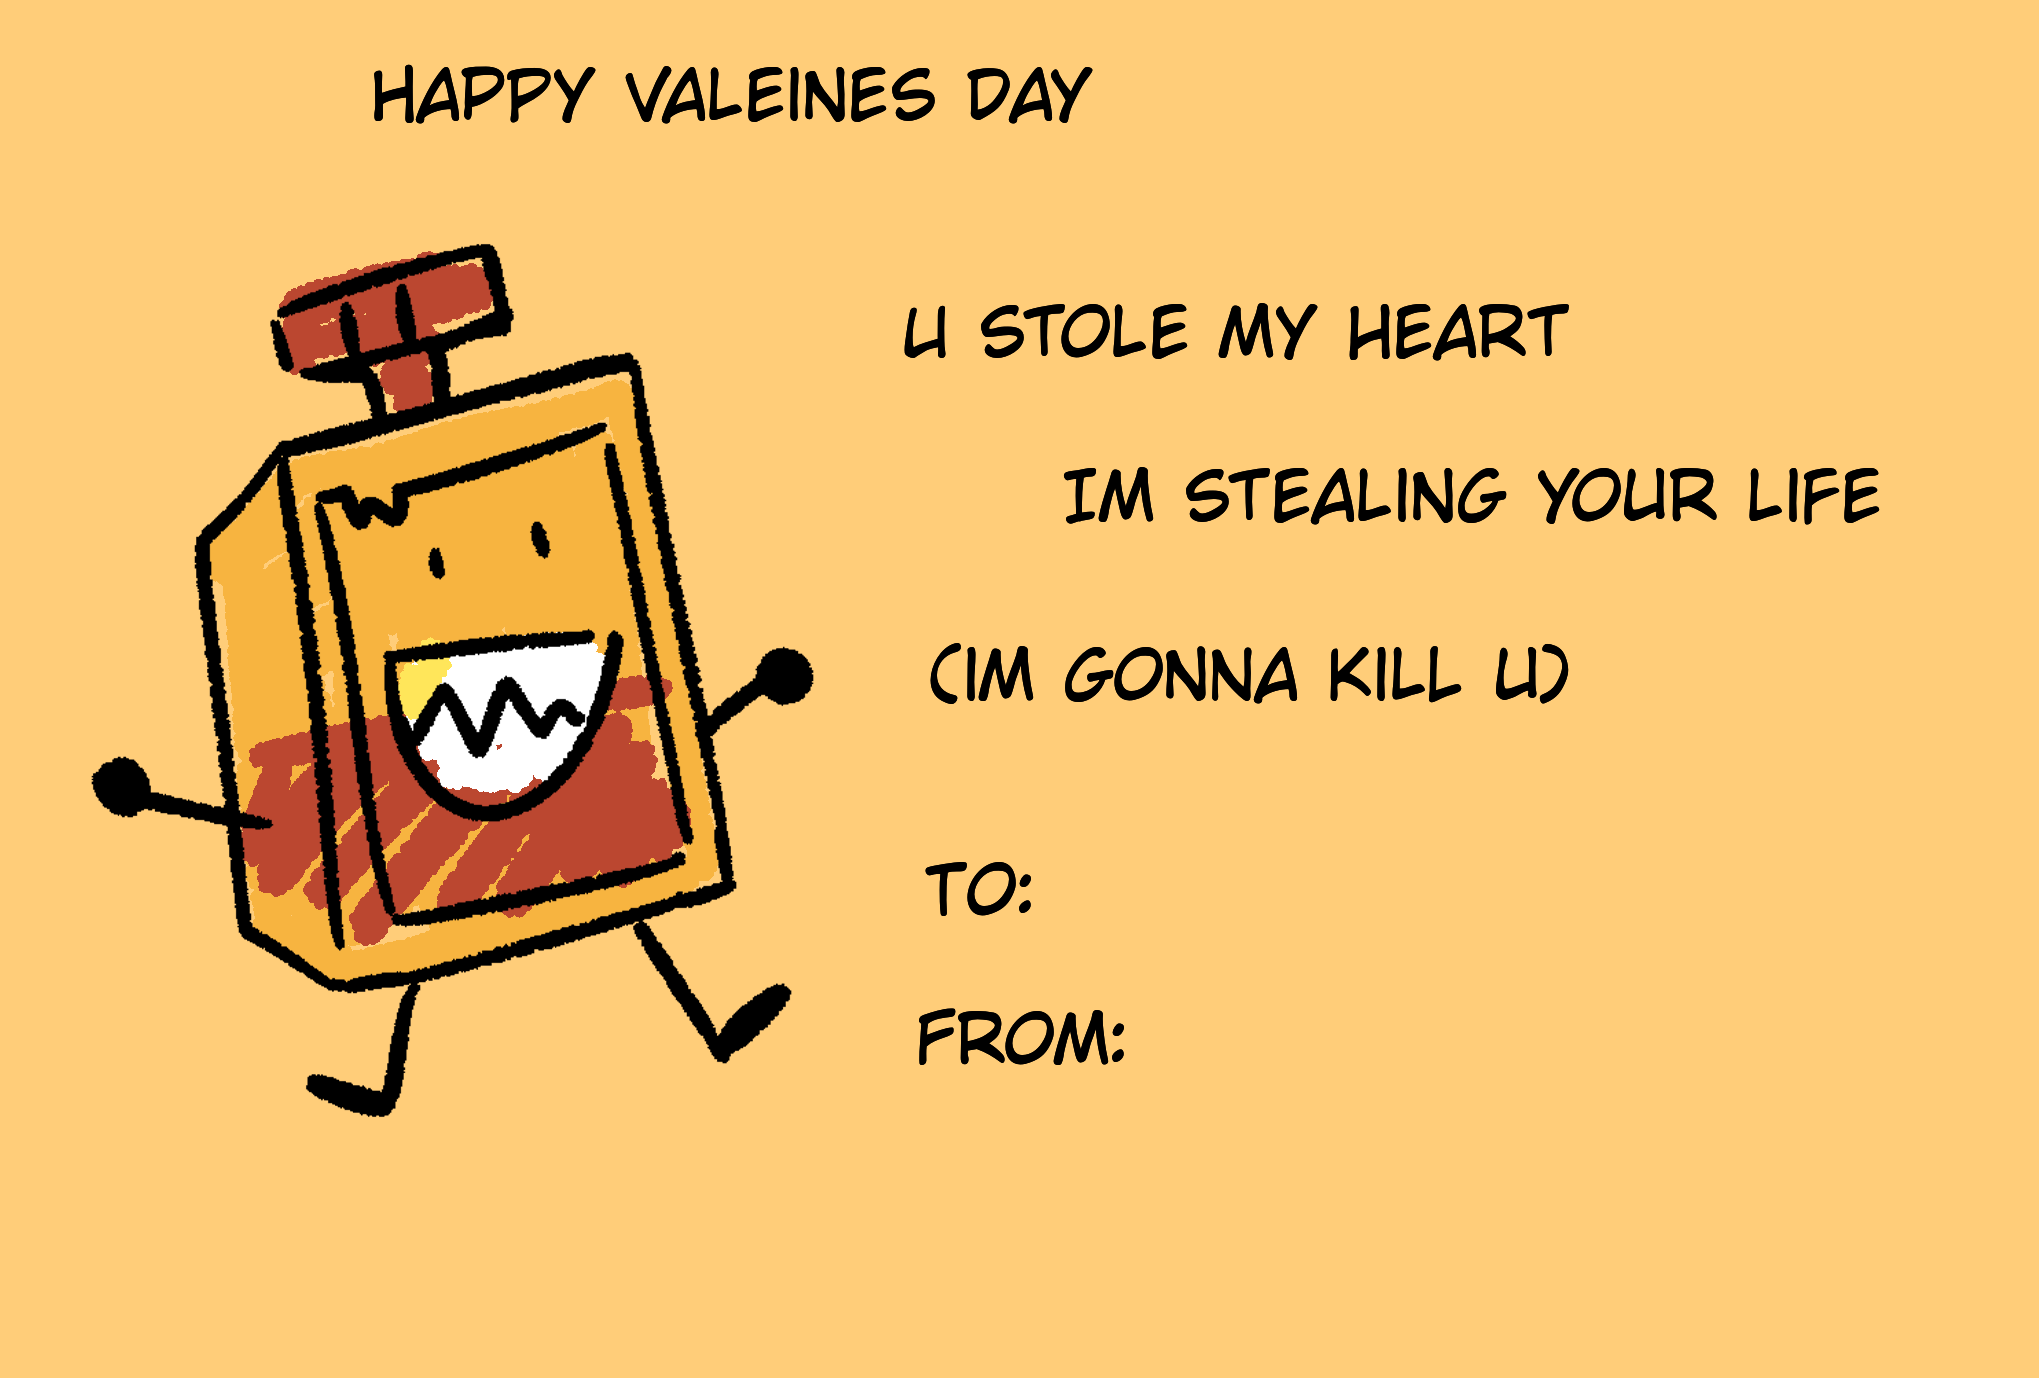 HAPPY VALEINES DAY
U STOLE MY HEART
IM STEALING YOUR LIFE
(IM GONNA KILL U)
TO:
FROM: